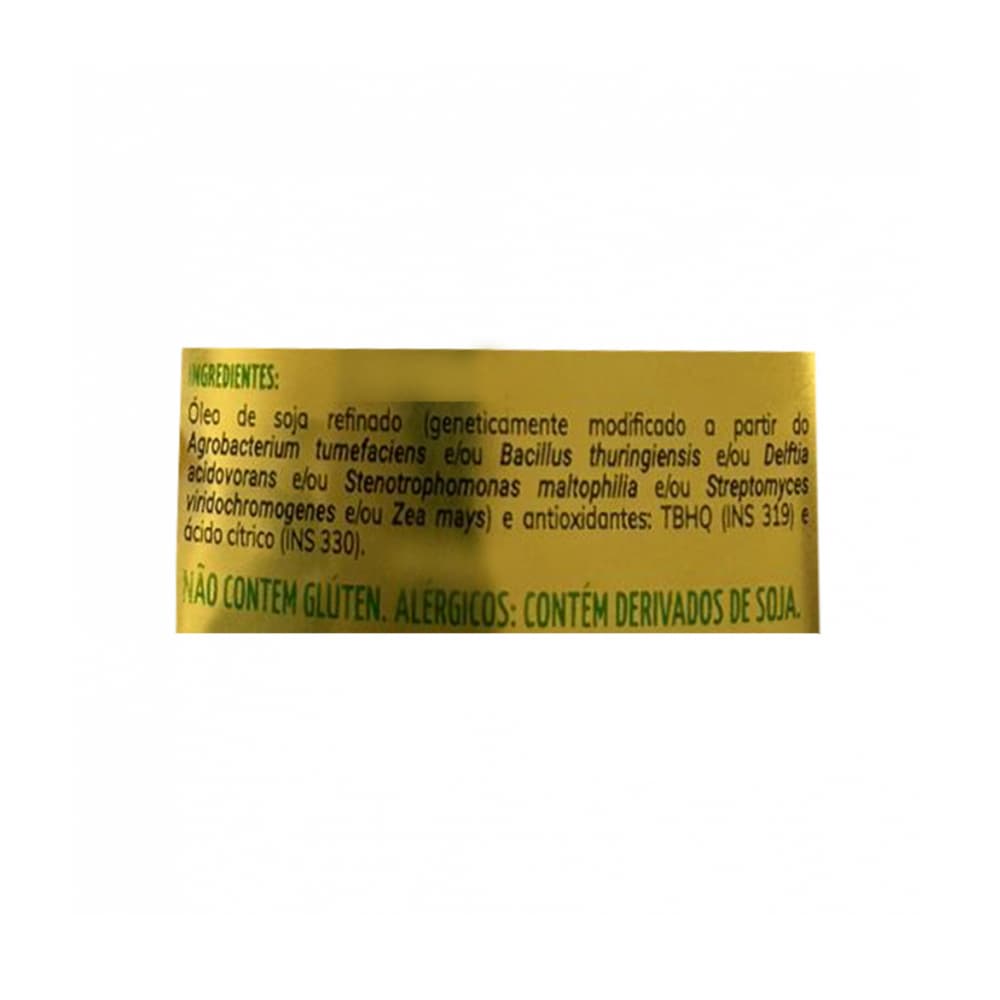 INGREDIENTES:
Óleo de soja refinado (geneticamente modificado a partir do
Agrobacterium tumefaciens e/ou Bacillus thuringiensis e/ou Delftia
acidovorans e/ou Stenotrophomonas maltophilia e/ou Streptomyces
viridochromogenes e/ou Zea mays) e antioxidantes: TBHQ (INS 319) e
ácido cítrico (INS 330).
NÃO CONTÉM GLÚTEN. ALÉRGICOS: CONTÉM DERIVADOS DE SOJA.